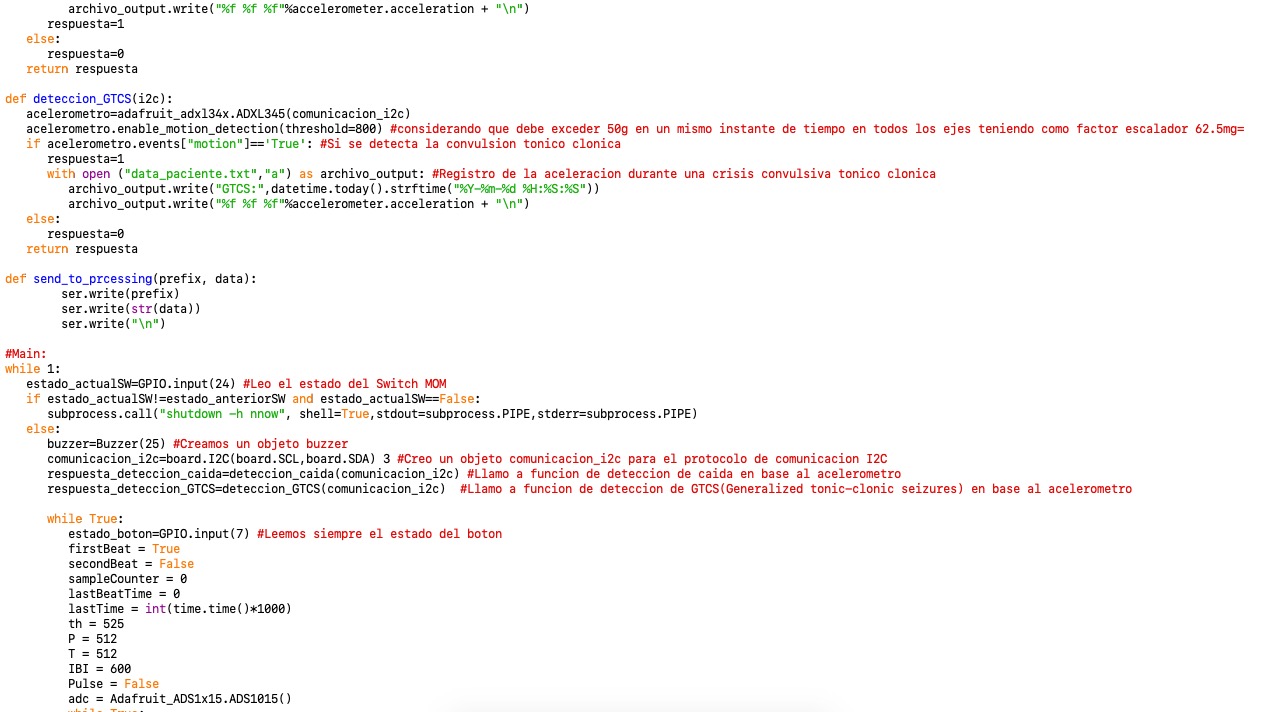 archivo_output.write("%f %f %f"%accelerometer.acceleration + "\n")
respuesta=1
else:
respuesta=0
return respuesta
def deteccion_GTCS(i2c):
acelerometro=adafruit_adxl34x.ADXL345(comunicacion_i2c)
acelerometro.enable_motion_detection(threshold=800) #considerando que debe exceder 50g en un mismo instante de tiempo en todos los ejes teniendo como factor escalador 62.5mg=
if acelerometro.events["motion"]=='True': #Si se detecta la convulsion tonico clonica
respuesta=1
with open ("data_paciente.txt","a") as archivo_output: #Registro de la aceleracion durante una crisis convulsiva tonico clonica
archivo_output.write("GTCS:",datetime.today().strftime("%Y-%m-%d %H:%S:%S"))
archivo_output.write("%f %f %f"%accelerometer.acceleration + "\n")
else:
respuesta=0
return respuesta
def send_to_prcessing(prefix, data):
ser.write(prefix)
ser.write(str(data))
ser.write("\n")
#Main:
while 1:
estado_actualSW=GPIO.input(24) #Leo el estado del Switch MOM
if estado_actualSW!=estado_anteriorSW and estado_actualSW==False:
subprocess.call("shutdown -h nnow", shell=True,stdout=subprocess.PIPE,stderr=subprocess.PIPE)
else:
buzzer=Buzzer(25) #Creamos un objeto buzzer
comunicacion_i2c=board.I2C(board.SCL,board.SDA) 3 #Creo un objeto comunicacion_i2c para el protocolo de comunicacion I2C
respuesta_deteccion_caida=deteccion_caida(comunicacion_i2c) #Llamo a funcion de deteccion de caida en base al acelerometro
respuesta_deteccion_GTCS=deteccion_GTCS(comunicacion_i2c) #Llamo a funcion de deteccion de GTCS(Generalized tonic-clonic seizures) en base al acelerometro
while True:
estado_boton=GPIO.input(7) #Leemos siempre el estado del boton
firstBeat = True
secondBeat = False
sampleCounter = 0
lastBeatTime = 0
lastTime = int(time.time()*1000)
th = 525
P = 512
T = 512
IBI = 600
Pulse = False
adc = Adafruit_ADS1x15.ADS1015()
while True: